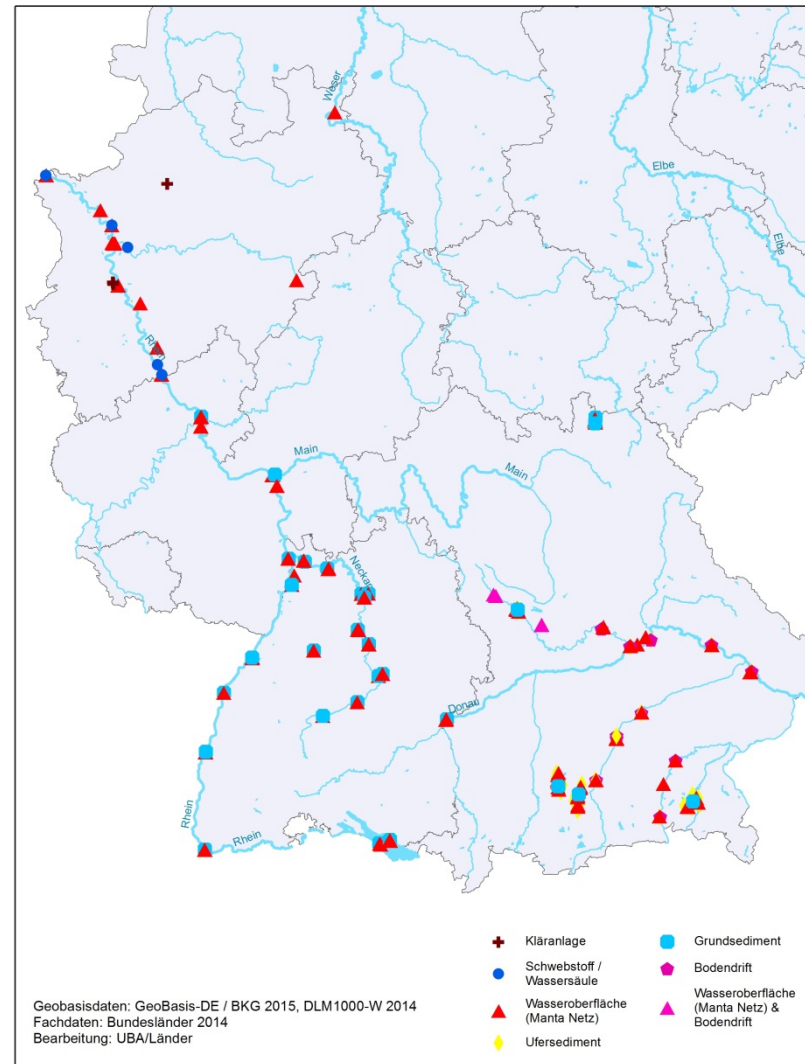 Weser
Elbe
Elbe
Rhein
Main
Main
Neckar
Donau
Rhein
Rhein
Kläranlage
Schwebstoff /
Wassersäule
Wasseroberfläche
(Manta Netz)
Ufersediment
Grundsediment
Bodendrift
Wasseroberfläche
(Manta Netz) &
Bodendrift
Geobasisdaten: GeoBasis-DE / BKG 2015, DLM1000-W 2014
Fachdaten: Bundesländer 2014
Bearbeitung: UBA/Länder